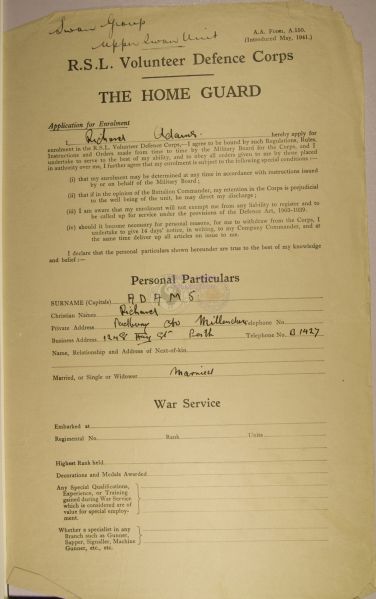 Swan Group
Upper Swan Unit
A.A. Form A.150.
(Introduced May, 1941.)
R.S.L. Volunteer Defence Corps
THE HOME GUARD
Application for Enrolment
I, Richard Adams hereby apply for
enrolment in the R.S.L. Volunteer Defence Corps,—I agree to be bound by such Regulations, Rules,
Instructions and Orders made from time to time by the Military Board for the Corps, and I
undertake to serve to the best of my ability, and to obey all orders given to me by those placed
in authority over me, I further agree that my enrolment is subject to the following special conditions:—
(i) that my enrolment may be determined at any time in accordance with instructions issued
by or on behalf of the Military Board;
(ii) that if in the opinion of the Battalion Commander, my retention in the Corps is prejudicial
to the well being of the unit, he may direct my discharge;
(iii) I am aware that my enrolment will not exempt me from any liability to register and to
be called up for service under the provisions of the Defence Act, 1903-1939.
(iv) should it become necessary for personal reasons, for me to withdraw from the Corps, I
undertake to give 14 days' notice, in writing, to my Company Commander, and at
the same time deliver up all articles on issue to me.
I declare that the personal particulars shown hereunder are true to the best of my knowledge
and belief:—
Personal Particulars
SURNAME (Capitals) ADAMS
Christian Names Richard
Private Address c/o Millendon Telephone No.
Business Address 1248 Hay St Perth Telephone No. B 1427
Name, Relationship and Address of Next-of-kin
Married, or Single or Widower Married
War Service
Embarked at
Regimental No. Rank Units
Highest Rank held
Decorations and Medals Awarded
Any Special Qualifications,
Experience, or Training
gained during War Service
which is considered are of
value for special employ-
ment.
Whether a specialist in any
Branch such as Gunner,
Sapper, Signaller, Machine
Gunner, etc., etc.